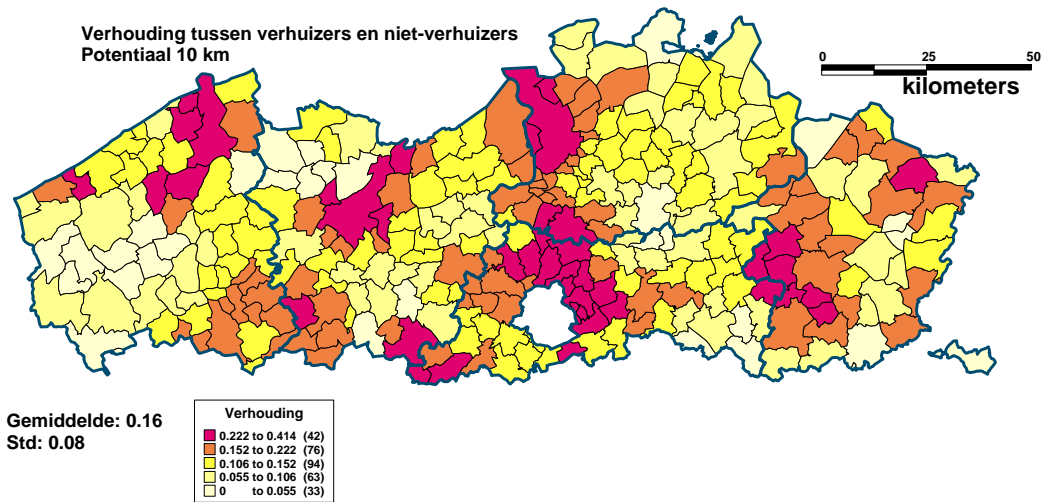 Verhouding tussen verhuizers en niet-verhuizers
Potentiaal 10 km
0 25 50
kilometers
Gemiddelde: 0.16
Std: 0.08
Verhouding
0.222 to 0.414 (42)
0.152 to 0.222 (76)
0.106 to 0.152 (94)
0.055 to 0.106 (63)
0 to 0.055 (33)